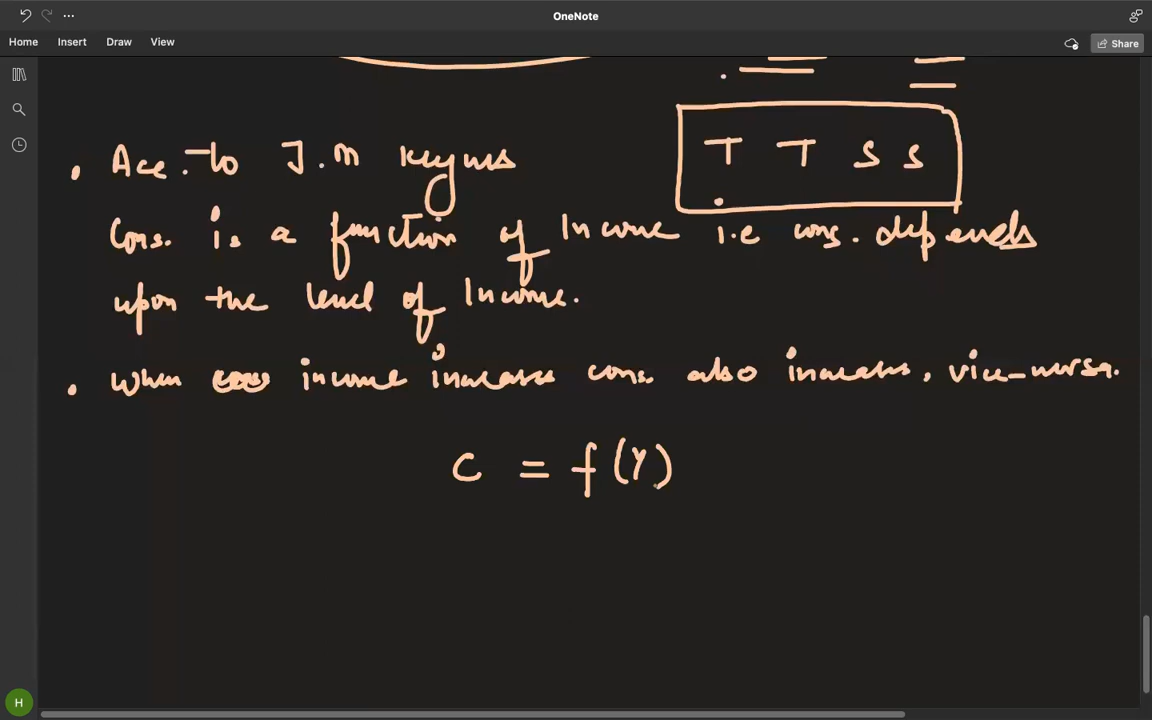 OneNote
Home Insert Draw View
Share
T T S S
• Acc. to J.M Keynes
Cons. is a function of Income i.e cons. depends
upon the level of Income.
• When income increases cons. also increases, vice-versa.
C = f(Y)
H